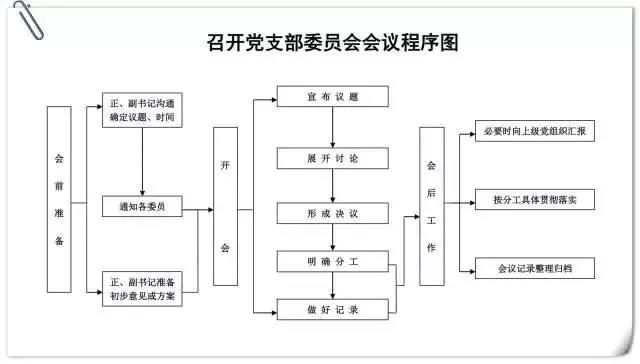 召开党支部委员会会议程序图
会前准备
正、副书记沟通
确定议题、时间
通知各委员
正、副书记准备
初步意见或方案
开会
宣布议题
展开讨论
形成决议
明确分工
做好记录
会后工作
必要时向上级党组织汇报
按分工具体贯彻落实
会议记录整理归档